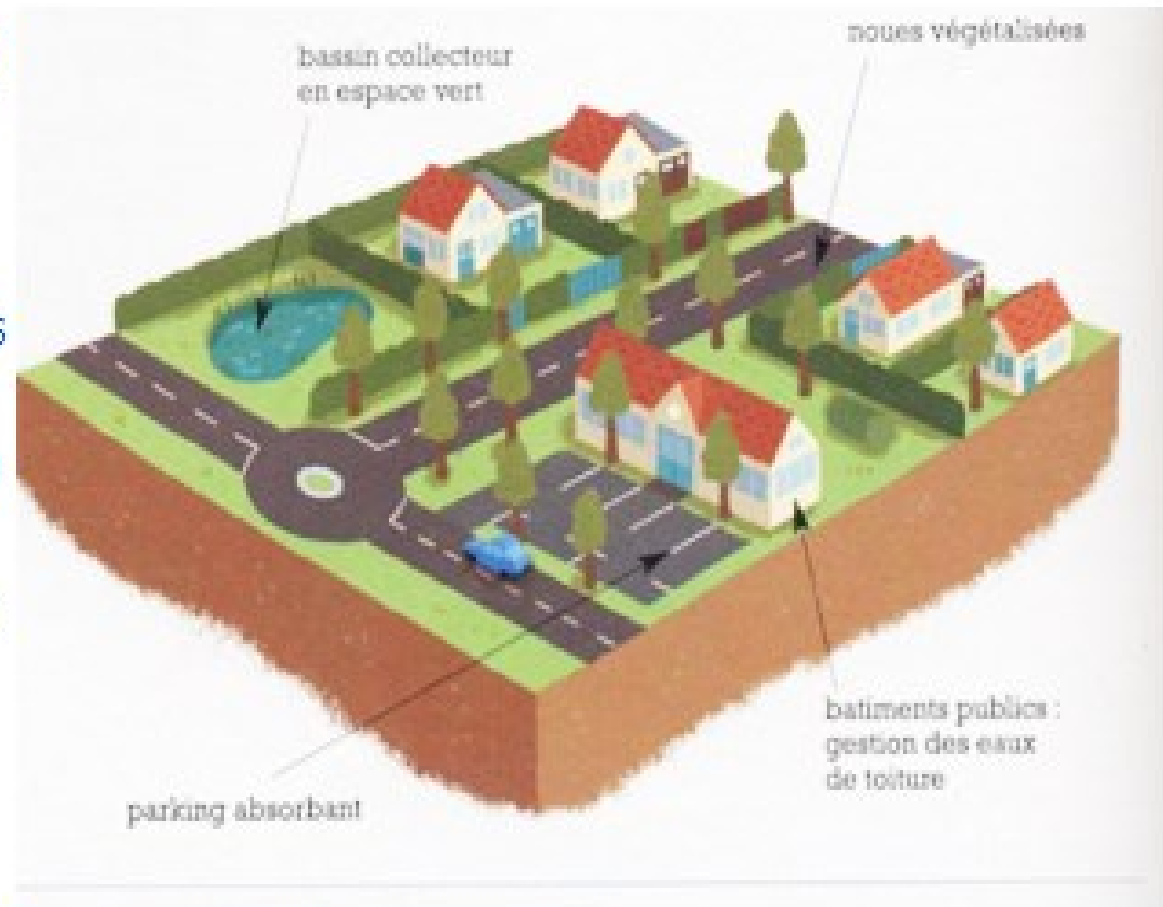 noues végétalisées
bassin collecteur
en espace vert
batiments publics :
gestion des eaux
de toiture
parking absorbant